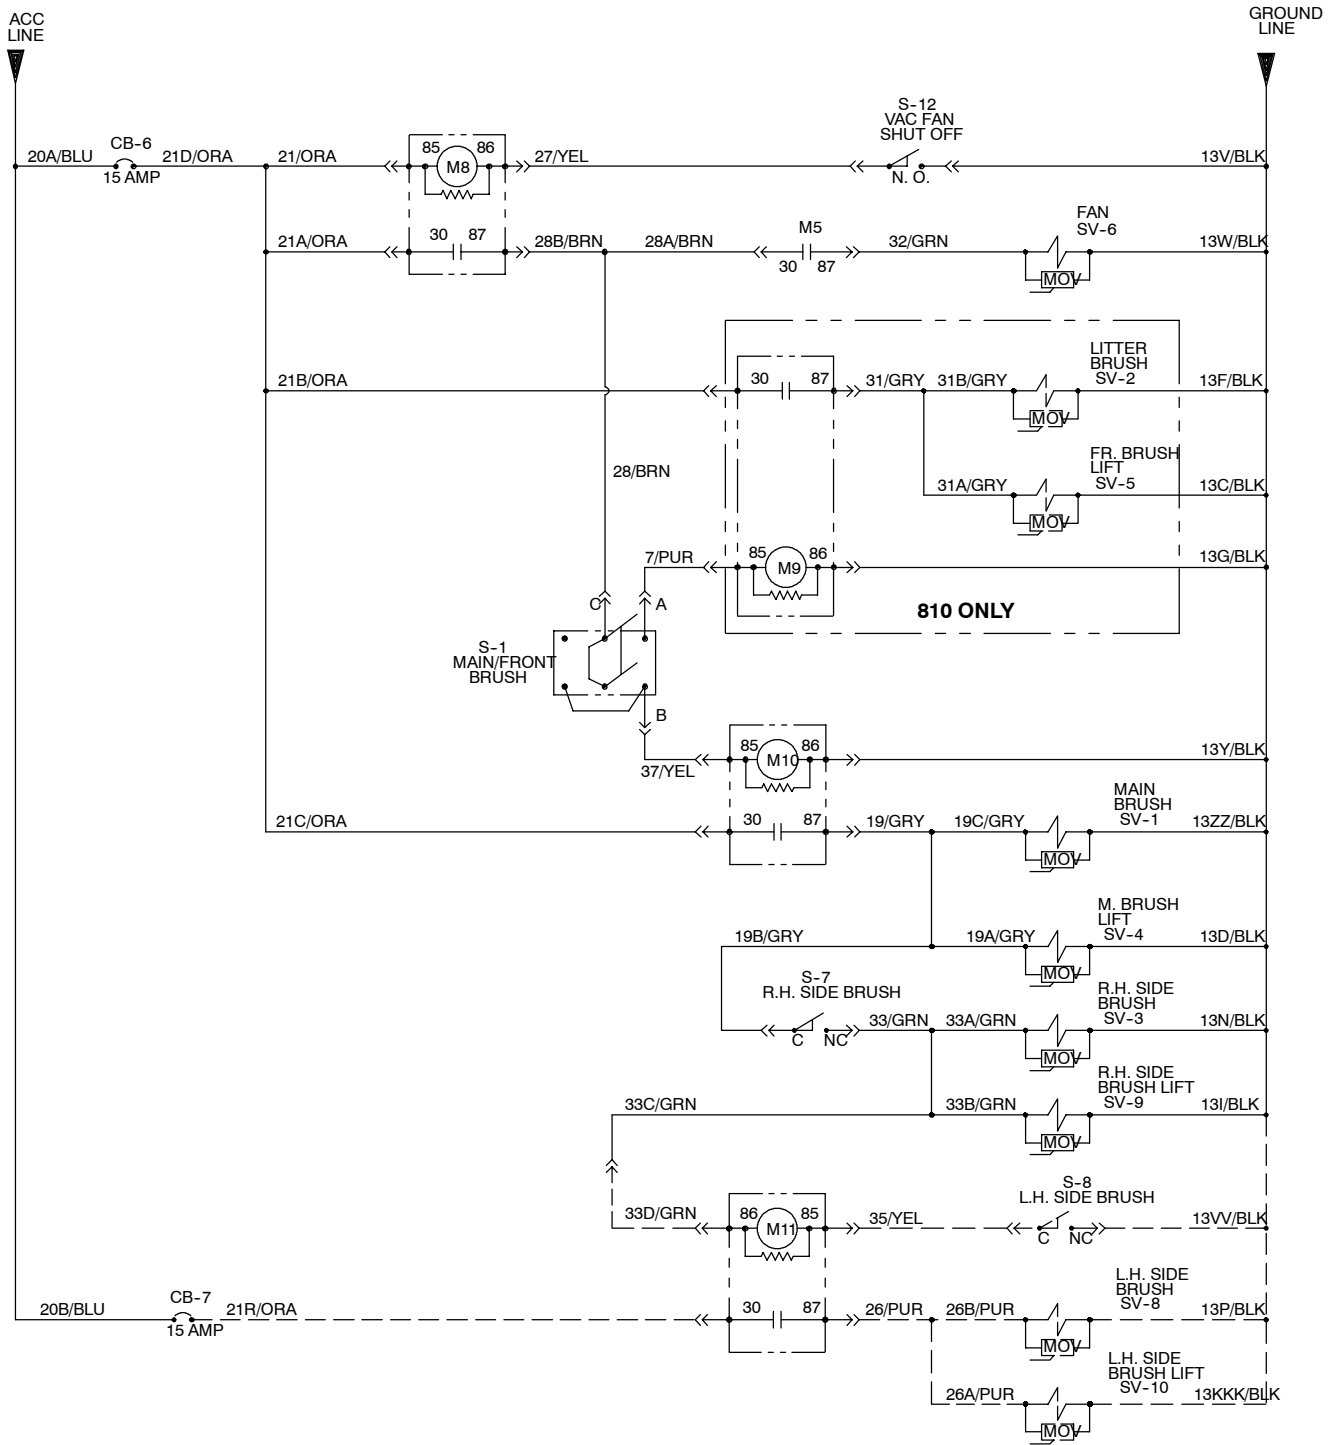 ACC
LINE
GROUND
LINE
S-12
VAC FAN
SHUT OFF
CB-6
20A/BLU
21D/ORA
21/ORA
85
86
M8
27/YEL
13V/BLK
15 AMP
N. O.
FAN
SV-6
M5
21A/ORA
30
87
28B/BRN
28A/BRN
32/GRN
13W/BLK
30
87
MOV
LITTER
BRUSH
SV-2
21B/ORA
30
87
31/GRY
31B/GRY
13F/BLK
MOV
FR. BRUSH
LIFT
SV-5
28/BRN
31A/GRY
13C/BLK
MOV
7/PUR
85
86
M9
13G/BLK
C
A
810 ONLY
S-1
MAIN/FRONT
BRUSH
B
85
86
M10
13Y/BLK
37/YEL
MAIN
BRUSH
SV-1
21C/ORA
30
87
19/GRY
19C/GRY
13ZZ/BLK
MOV
M. BRUSH
LIFT
SV-4
19B/GRY
19A/GRY
13D/BLK
MOV
S-7
R.H. SIDE BRUSH
R.H. SIDE
BRUSH
SV-3
33/GRN
33A/GRN
13N/BLK
C
NC
MOV
R.H. SIDE
BRUSH LIFT
SV-9
33C/GRN
33B/GRN
13I/BLK
MOV
S-8
L.H. SIDE BRUSH
33D/GRN
86
85
M11
35/YEL
13VV/BLK
C
NC
L.H. SIDE
BRUSH
SV-8
CB-7
20B/BLU
21R/ORA
30
87
26/PUR
26B/PUR
13P/BLK
15 AMP
MOV
L.H. SIDE
BRUSH LIFT
SV-10
26A/PUR
13KKK/BLK
MOV